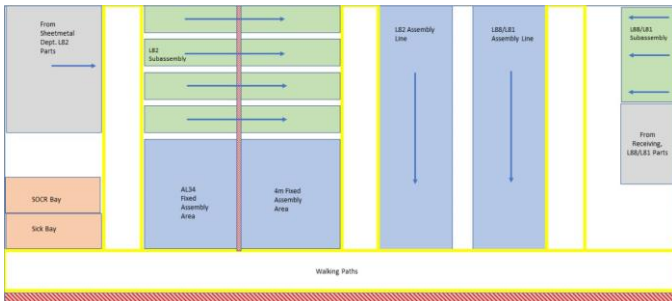 From
Sheetmetal
Dept. L82
Parts
L82
Subassembly
L82 Assembly
Line
L88/L81
Assembly Line
L88/L81
Subassembly
From
Receiving,
L88/L81 Parts
AL34
Fixed
Assembly
Area
4m Fixed
Assembly
Area
SOCR Bay
Sick Bay
Walking Paths